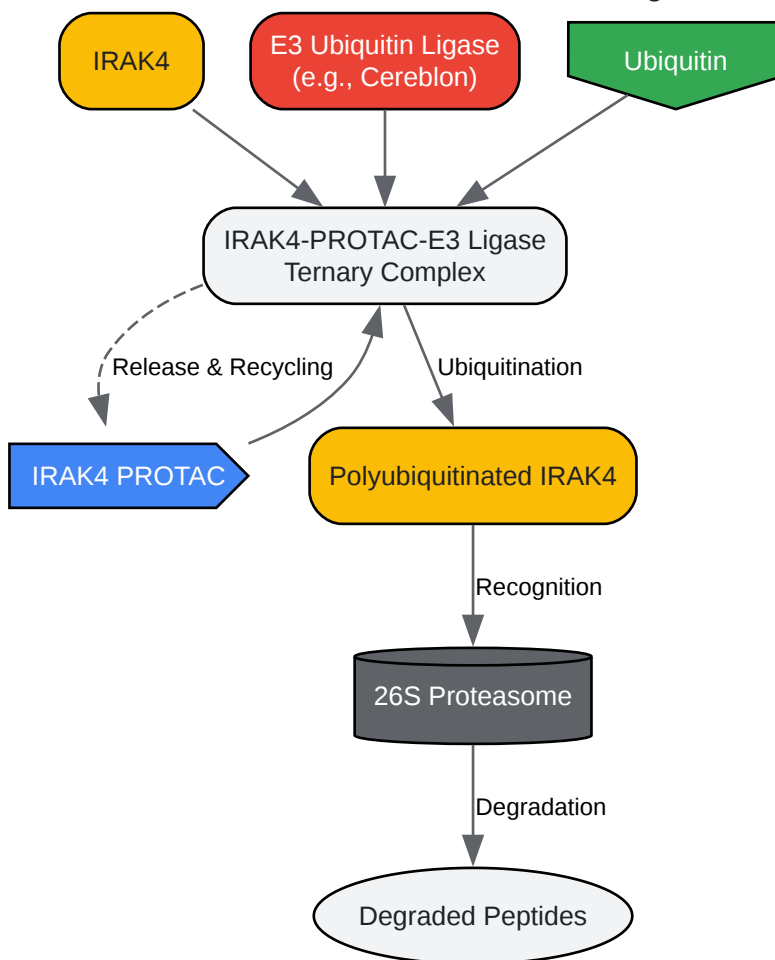 IRAK4
E3 Ubiquitin Ligase
(e.g., Cereblon)
Ubiquitin
IRAK4-PROTAC-E3 Ligase
Ternary Complex
Release & Recycling
Ubiquitination
IRAK4 PROTAC
Polyubiquitinated IRAK4
Recognition
26S Proteasome
Degradation
Degraded Peptides